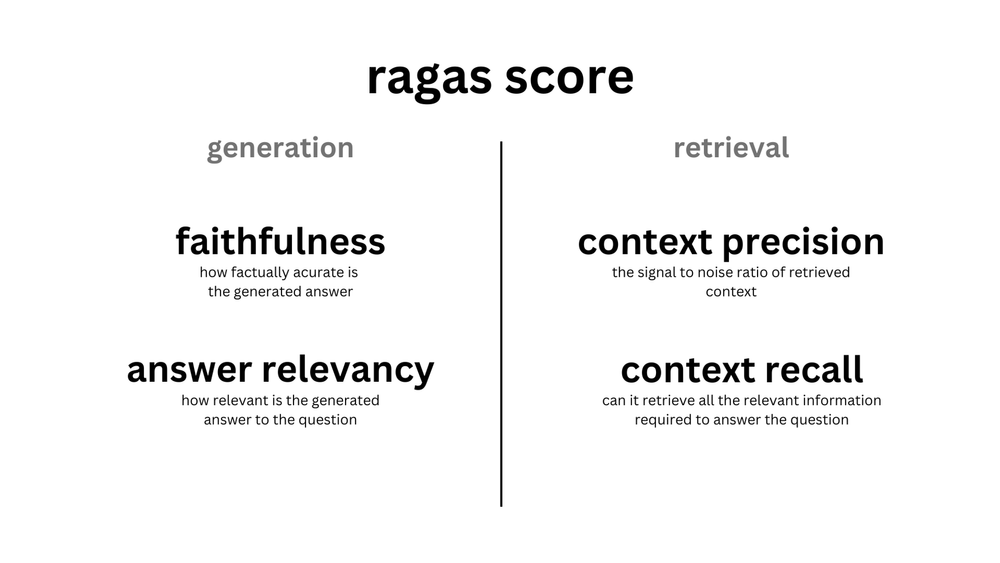 ragas score
generation
faithfulness
how factually acurate is
the generated answer
answer relevancy
how relevant is the generated
answer to the question
retrieval
context precision
the signal to noise ratio of retrieved
context
context recall
can it retrieve all the relevant information
required to answer the question